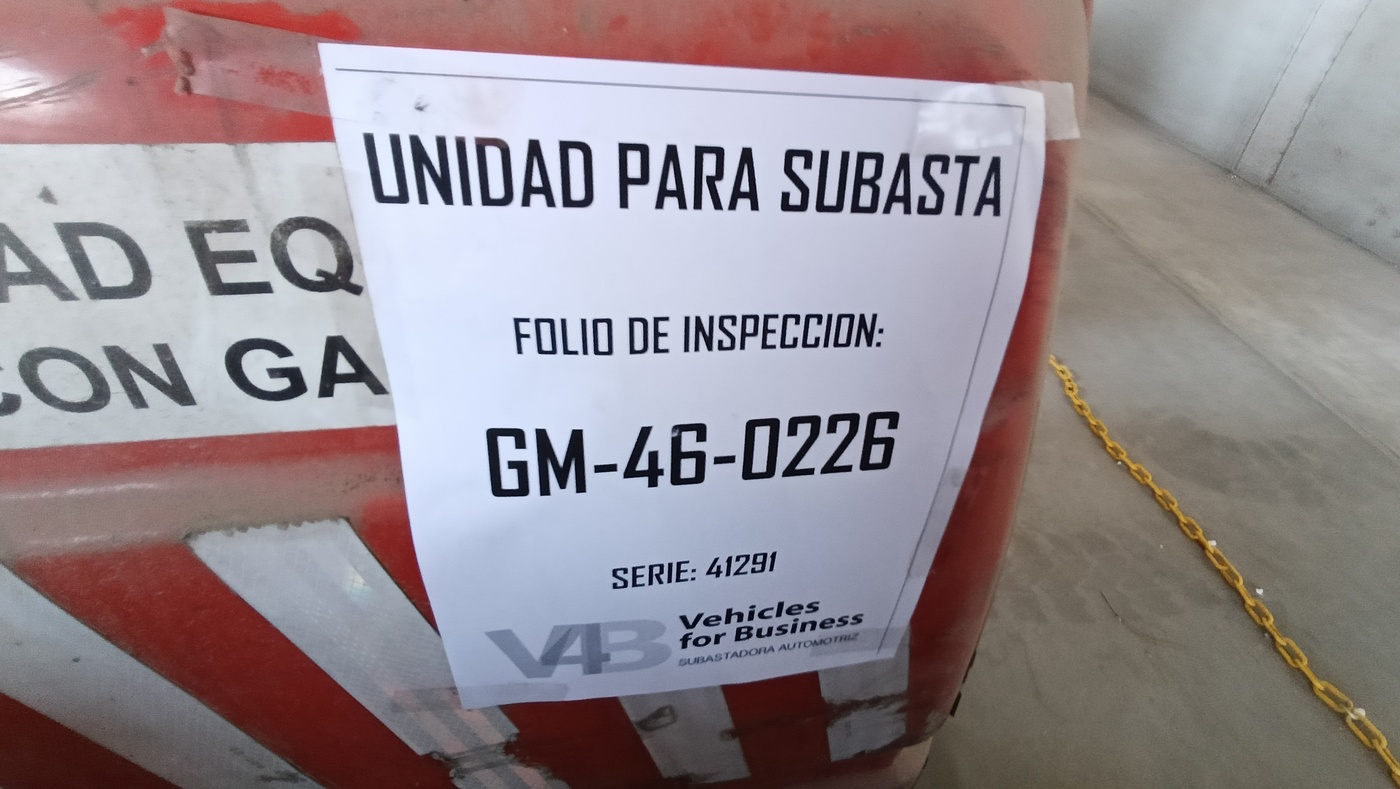 UNIDAD PARA SUBASTA
AD EQ
CON GA
FOLIO DE INSPECCION:
GM-46-0226
SERIE: 41291
V4B
Vehicles
for Business
SUBASTADORA AUTOMOTRIZ